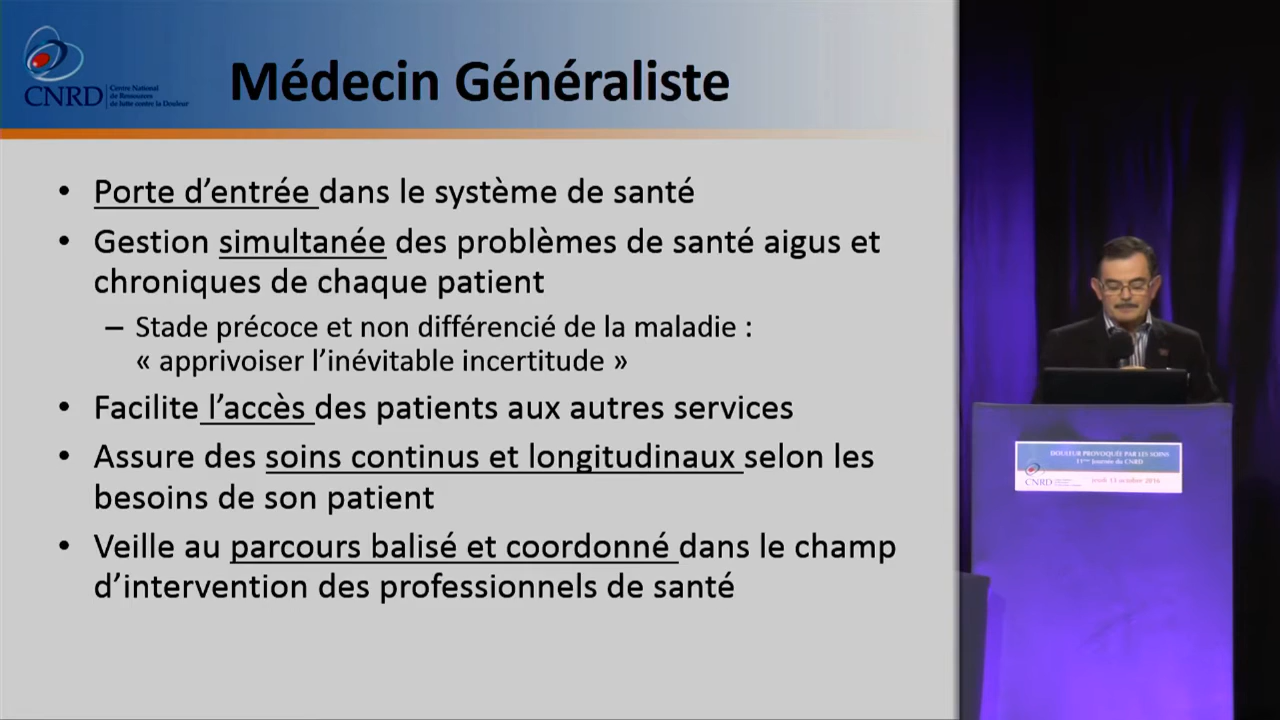 CNRD
Centre National
de Ressources
de lutte contre la Douleur
Médecin Généraliste
• Porte d’entrée dans le système de santé
• Gestion simultanée des problèmes de santé aigus et
chroniques de chaque patient
– Stade précoce et non différencié de la maladie :
« apprivoiser l’inévitable incertitude »
• Facilite l’accès des patients aux autres services
• Assure des soins continus et longitudinaux selon les
besoins de son patient
• Veille au parcours balisé et coordonné dans le champ
d’intervention des professionnels de santé
DOULEUR PROVOQUÉE PAR LES SOINS
11ème Journée du CNRD
CNRD
jeudi 13 octobre 2016